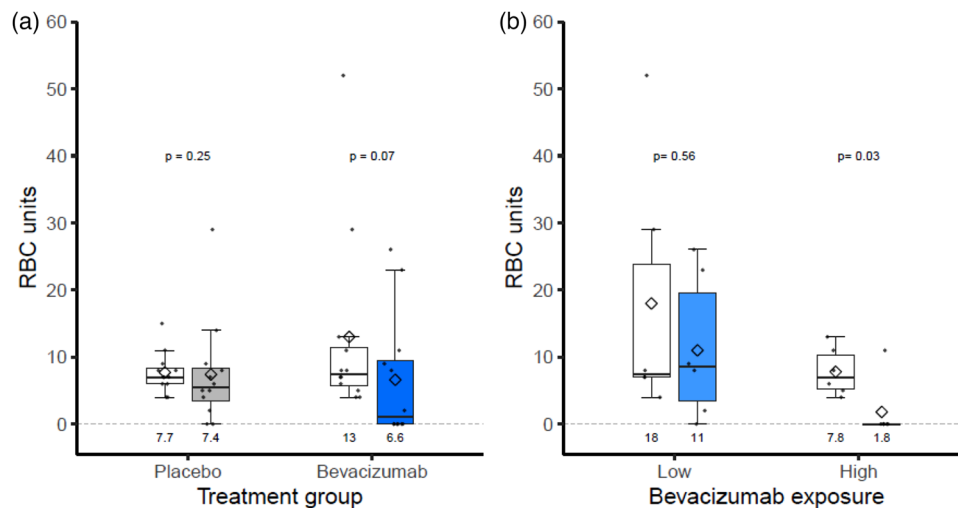 (a)
60
50
40
30
20
10
0
RBC units
p = 0.25
p = 0.07
7.7
7.4
13
6.6
Placebo
Bevacizumab
Treatment group
(b)
60
50
40
30
20
10
0
RBC units
p= 0.56
p= 0.03
18
11
7.8
1.8
Low
High
Bevacizumab exposure